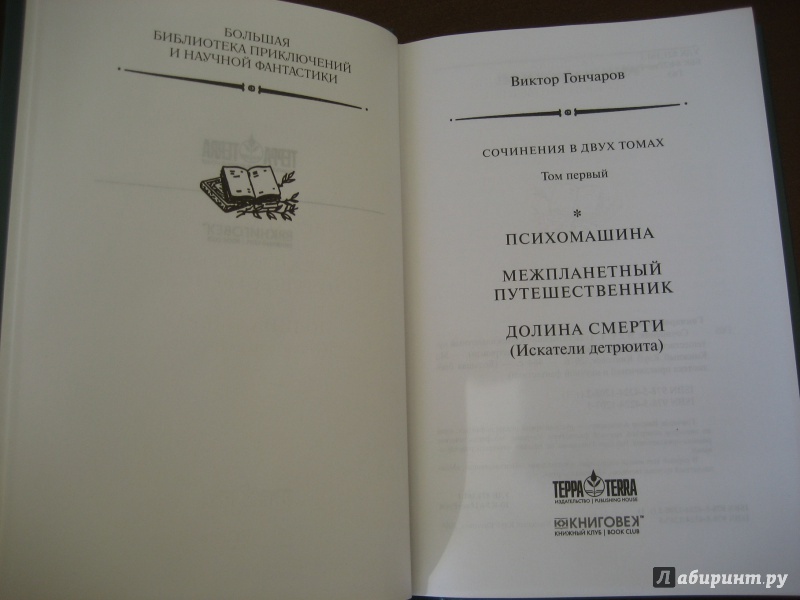 БОЛЬШАЯ
БИБЛИОТЕКА ПРИКЛЮЧЕНИЙ
И НАУЧНОЙ ФАНТАСТИКИ
Виктор Гончаров
СОЧИНЕНИЯ В ДВУХ ТОМАХ
Том первый
*
ПСИХОМАШИНА
МЕЖПЛАНЕТНЫЙ
ПУТЕШЕСТВЕННИК
ДОЛИНА СМЕРТИ
(Искатели детрюита)
ТЕРРА TERRA
ИЗДАТЕЛЬСТВО | PUBLISHING HOUSE
КНИГОВЕК™
КНИЖНЫЙ КЛУБ | BOOK CLUB
Лабиринт.ру